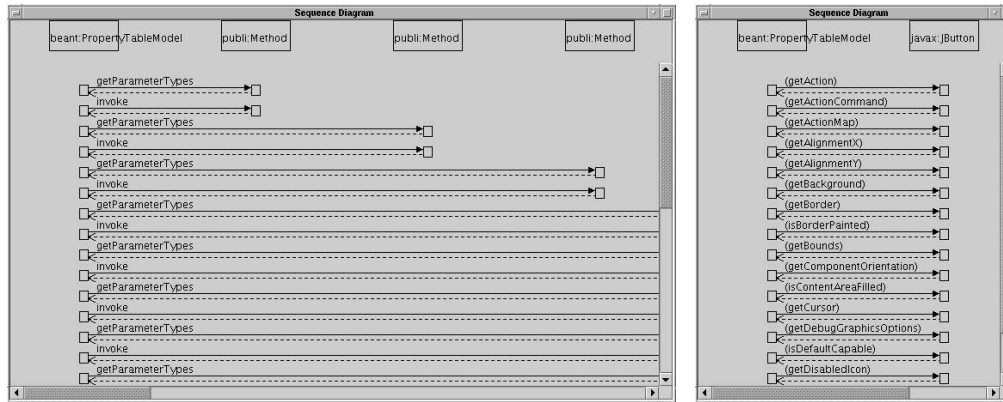 Sequence Diagram
beant:PropertyTableModel publi:Method publi:Method publi:Method
getParameterTypes
invoke
getParameterTypes
invoke
getParameterTypes
invoke
getParameterTypes
invoke
getParameterTypes
invoke
getParameterTypes
invoke
getParameterTypes
invoke
getParameterTypes
Sequence Diagram
beant:PropertyTableModel javax:JButton
(getAction)
(getActionCommand)
(getActionMap)
(getAlignmentX)
(getAlignmentY)
(getBackground)
(getBorder)
(isBorderPainted)
(getBounds)
(getComponentOrientation)
(isContentAreaFilled)
(getCursor)
(getDebugGraphicsOptions)
(isDefaultCapable)
(getDisabledIcon)